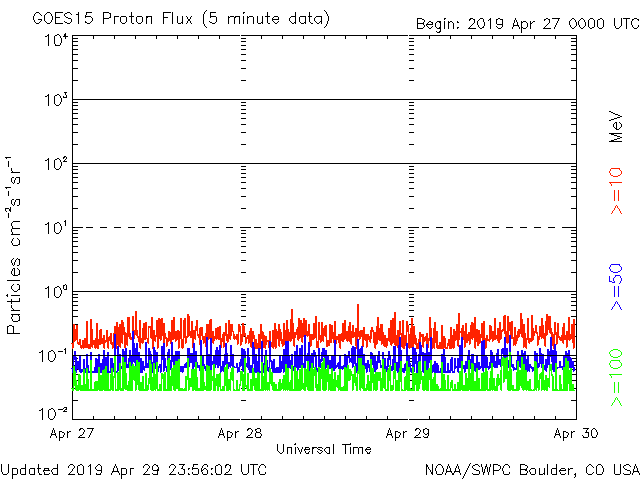 GOES15 Proton Flux (5 minute data)
Begin: 2019 Apr 27 0000 UTC
10⁴
10³
10²
10¹
10⁰
10⁻¹
10⁻²
Particles cm⁻²s⁻¹sr⁻¹
Apr 27
Apr 28
Apr 29
Apr 30
Universal Time
>=10
>=50
>=100
MeV
Updated 2019 Apr 29 23:56:02 UTC
NOAA/SWPC Boulder, CO USA